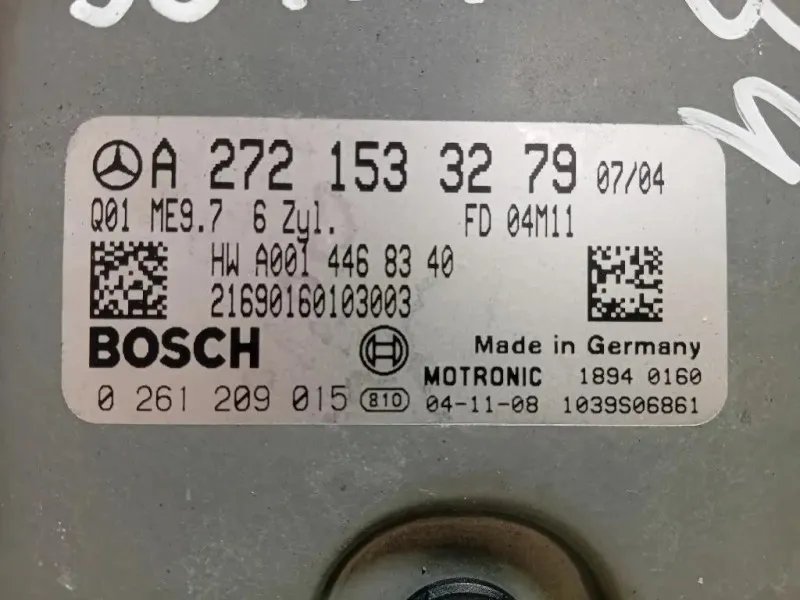 A 272 153 32 79 07/04
Q01 ME9.7 6 Zyl. FD 04M11
HW A001 446 83 40
21690160103003
BOSCH Made in Germany
MOTRONIC 1894 0160
0 261 209 015 810 04-11-08 1039S06861